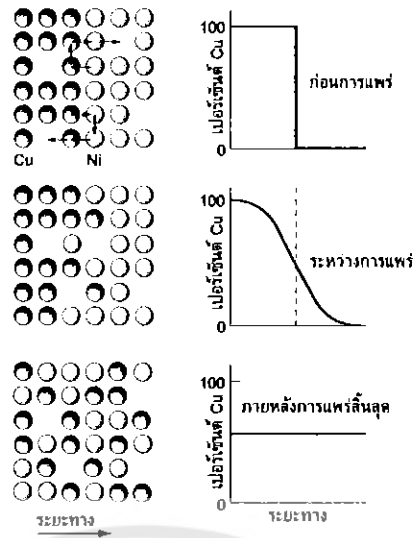 100
เปอร์เซ็นต์ Cu
ก่อนการแพร่
0
Cu
Ni
100
เปอร์เซ็นต์ Cu
ระหว่างการแพร่
0
100
เปอร์เซ็นต์ Cu
ภายหลังการแพร่สิ้นสุด
0
ระยะทาง
ระยะทาง